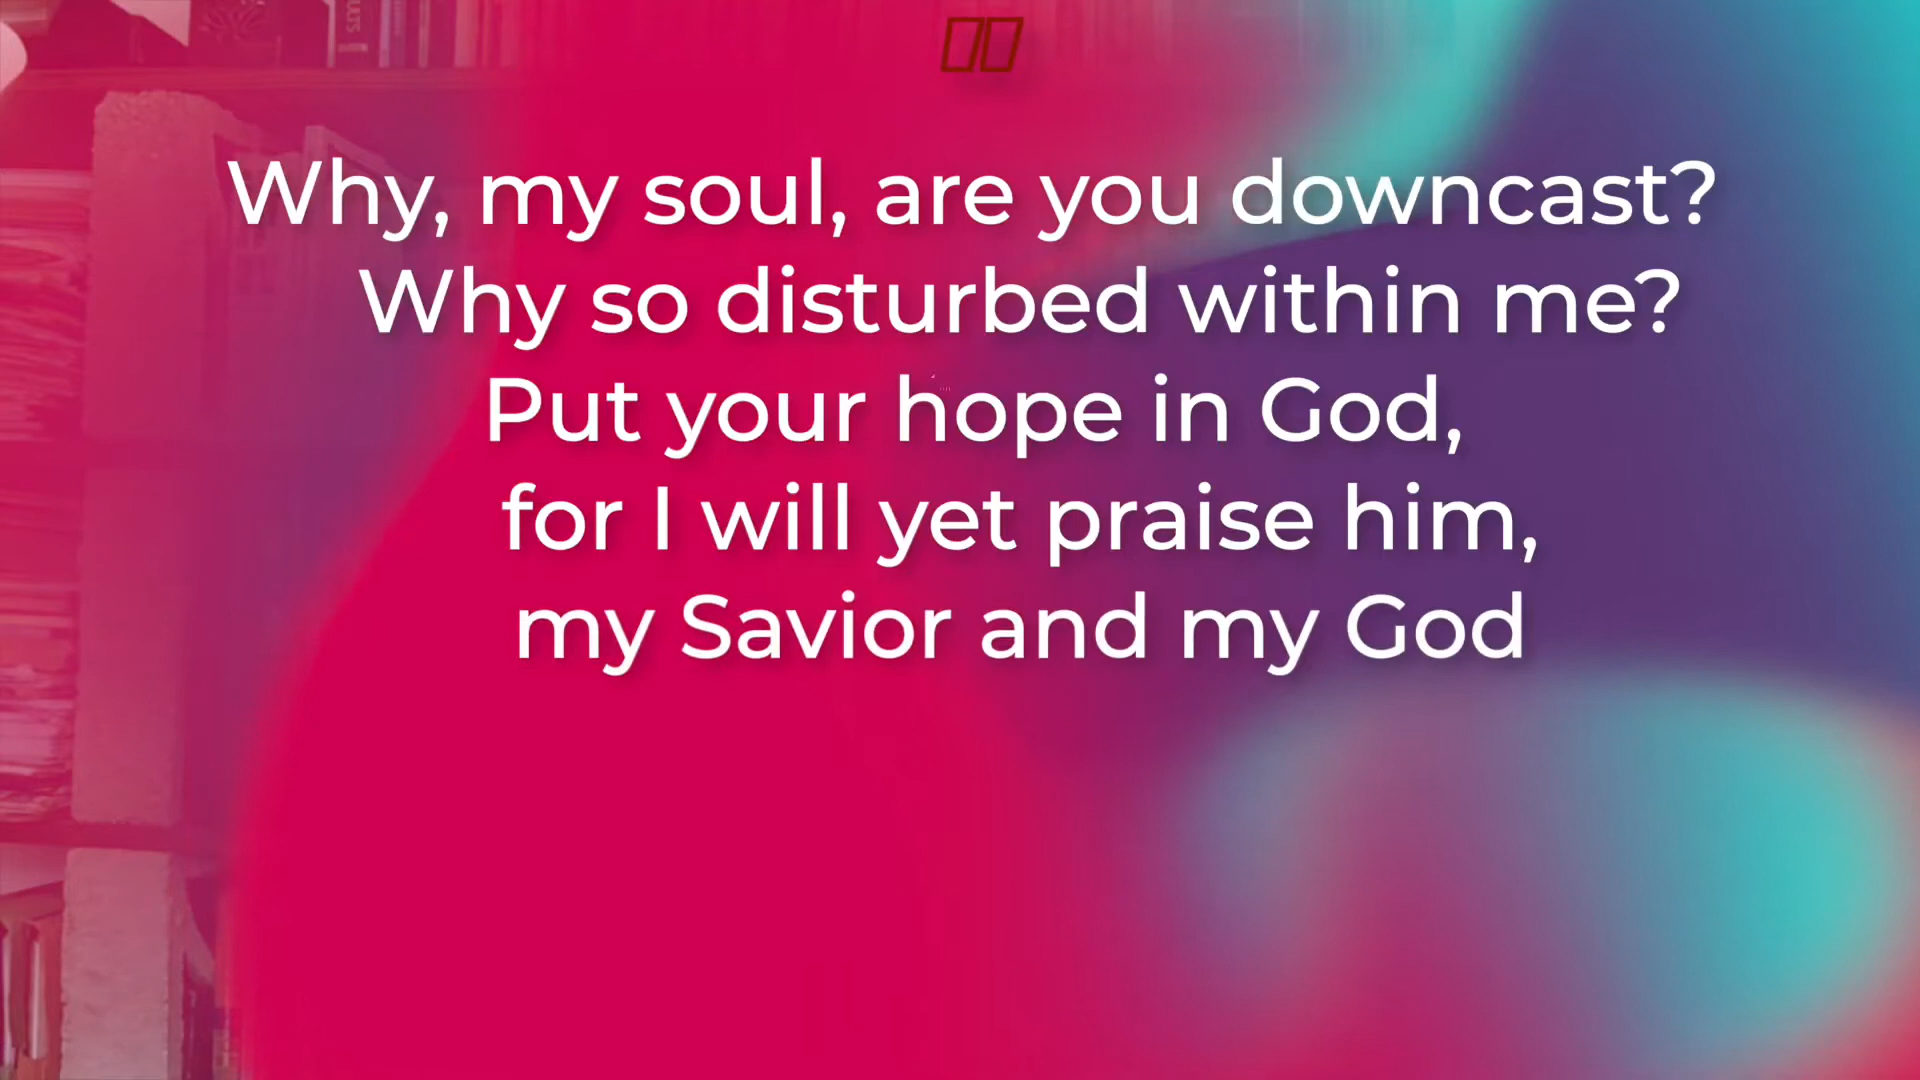 Why, my soul, are you downcast?
Why so disturbed within me?
Put your hope in God,
for I will yet praise him,
my Savior and my God